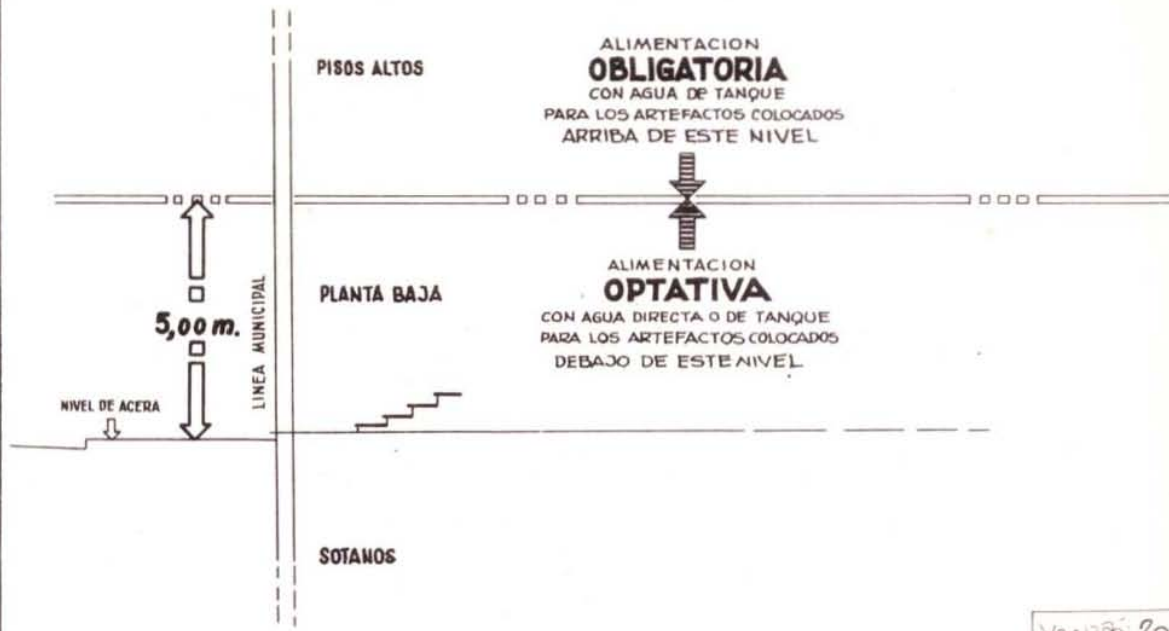 PISOS ALTOS
ALIMENTACION
OBLIGATORIA
CON AGUA DE TANQUE
PARA LOS ARTEFACTOS COLOCADOS
ARRIBA DE ESTE NIVEL
5,00 m.
LINEA MUNICIPAL
PLANTA BAJA
ALIMENTACION
OPTATIVA
CON AGUA DIRECTA O DE TANQUE
PARA LOS ARTEFACTOS COLOCADOS
DEBAJO DE ESTE NIVEL
NIVEL DE ACERA
SOTANOS